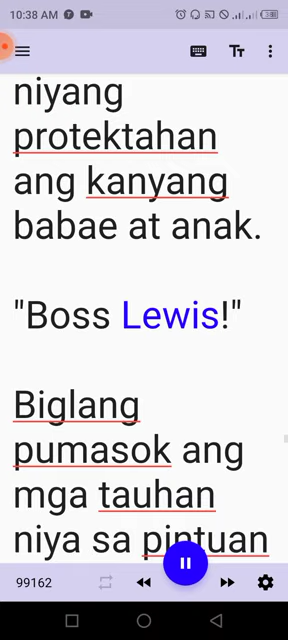 10:38 AM
niyang
protektahan
ang kanyang
babae at anak.
"Boss Lewis!"
Biglang
pumasok ang
mga tauhan
niya sa pintuan
99162